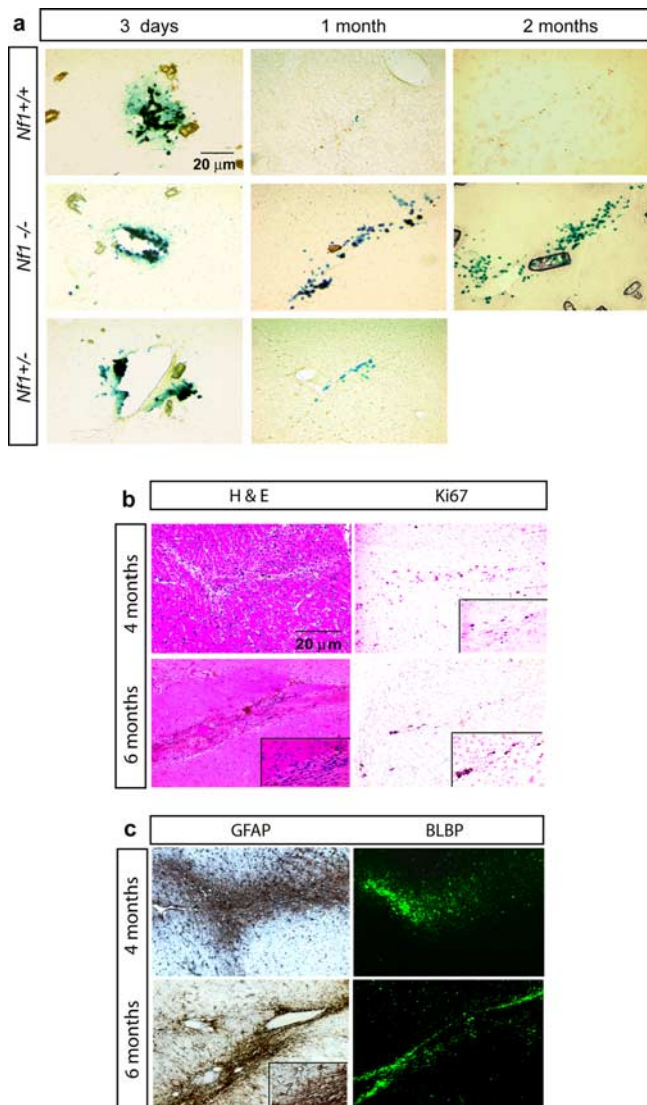 a
3 days 1 month 2 months
Nf1+/+
20 µm
Nf1 -/-
Nf1+/-
b
H & E Ki67
4 months
20 µm
6 months
c
GFAP BLBP
4 months
6 months